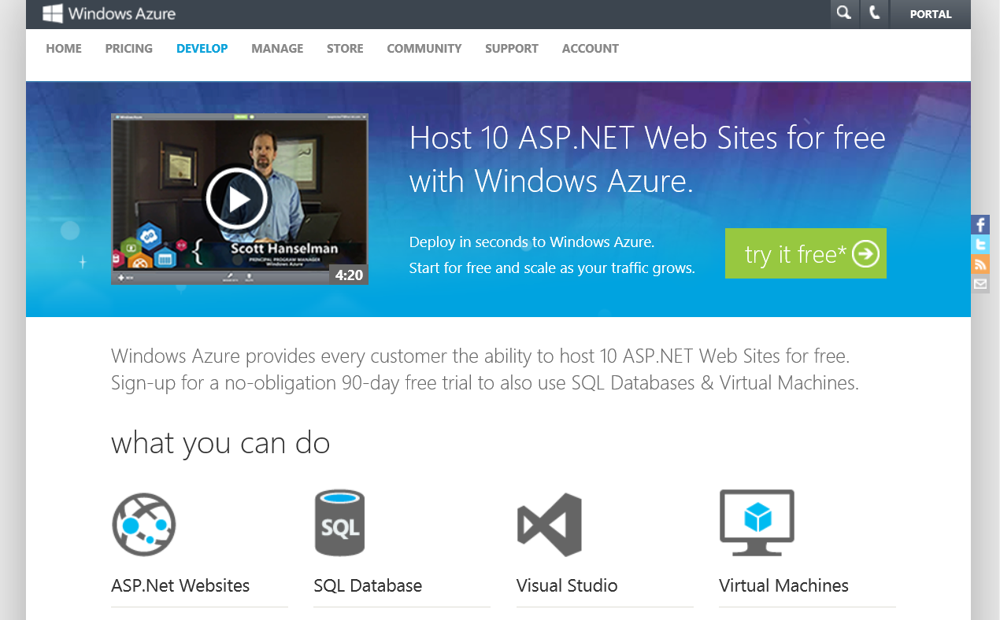 Windows Azure
PORTAL
HOME PRICING DEVELOP MANAGE STORE COMMUNITY SUPPORT ACCOUNT
Host 10 ASP.NET Web Sites for free
with Windows Azure.
Scott Hanselman
PRINCIPAL PROGRAM MANAGER
Windows Azure
4:20
Deploy in seconds to Windows Azure.
Start for free and scale as your traffic grows.
try it free*
Windows Azure provides every customer the ability to host 10 ASP.NET Web Sites for free.
Sign-up for a no-obligation 90-day free trial to also use SQL Databases & Virtual Machines.
what you can do
SQL
ASP.Net Websites
SQL Database
Visual Studio
Virtual Machines